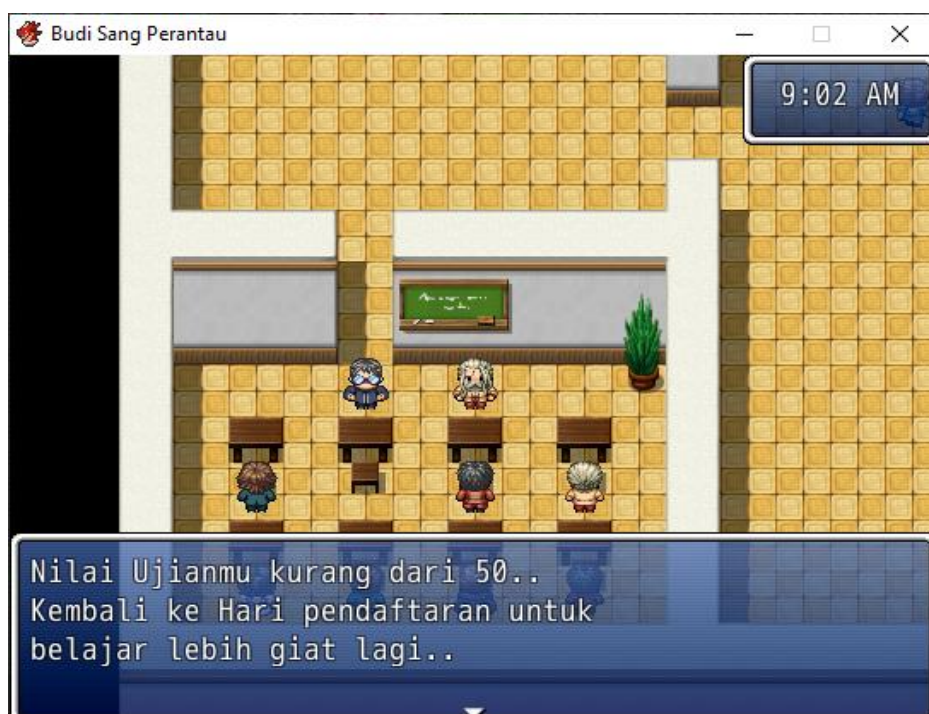 Budi Sang Perantau
9:02 AM
Nilai Ujianmu kurang dari 50..
Kembali ke Hari pendaftaran untuk
belajar lebih giat lagi..